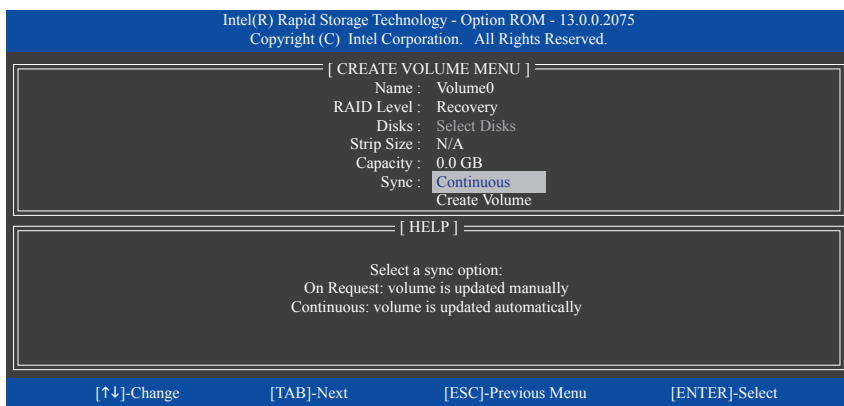 Intel(R) Rapid Storage Technology - Option ROM - 13.0.0.2075
Copyright (C) Intel Corporation. All Rights Reserved.
[ CREATE VOLUME MENU ]
Name : Volume0
RAID Level : Recovery
Disks : Select Disks
Strip Size : N/A
Capacity : 0.0 GB
Sync : Continuous
Create Volume
[ HELP ]
Select a sync option:
On Request: volume is updated manually
Continuous: volume is updated automatically
[↑↓]-Change [TAB]-Next [ESC]-Previous Menu [ENTER]-Select